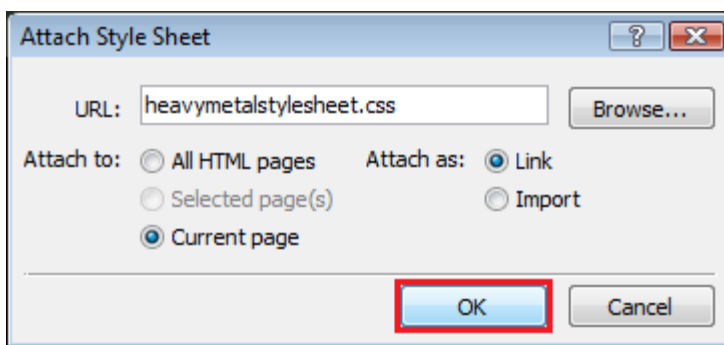 Attach Style Sheet
URL: heavymetalstylesheet.css Browse...
Attach to: All HTML pages Attach as: Link
Selected page(s) Import
Current page
OK Cancel